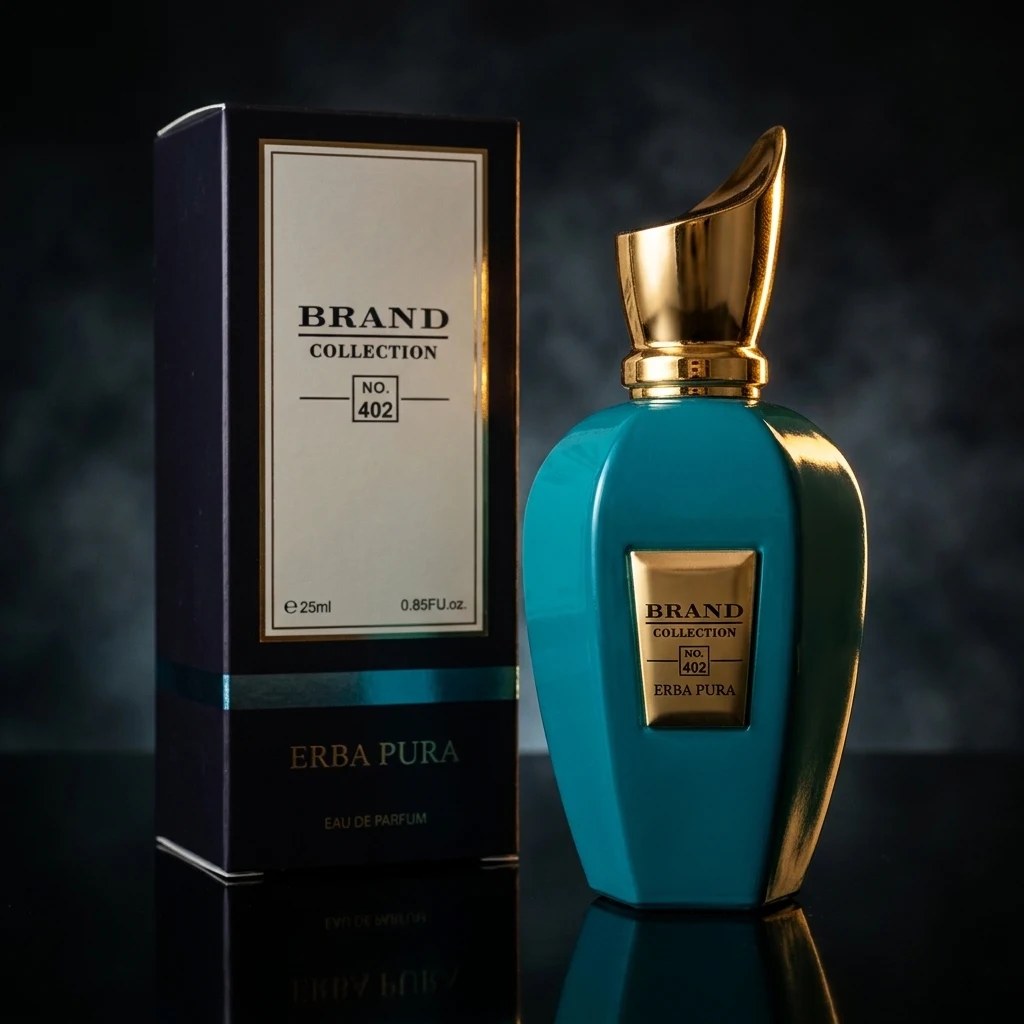 BRAND
COLLECTION
NO.
402
℮ 25ml
0.85FU.oz.
ERBA PURA
EAU DE PARFUM
BRAND
COLLECTION
NO.
402
ERBA PURA